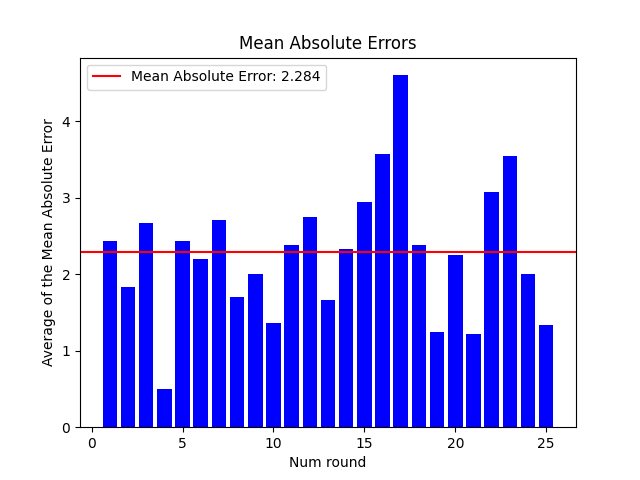 Mean Absolute Errors
Mean Absolute Error: 2.284
Average of the Mean Absolute Error
4
3
2
1
0
0 5 10 15 20 25
Num round